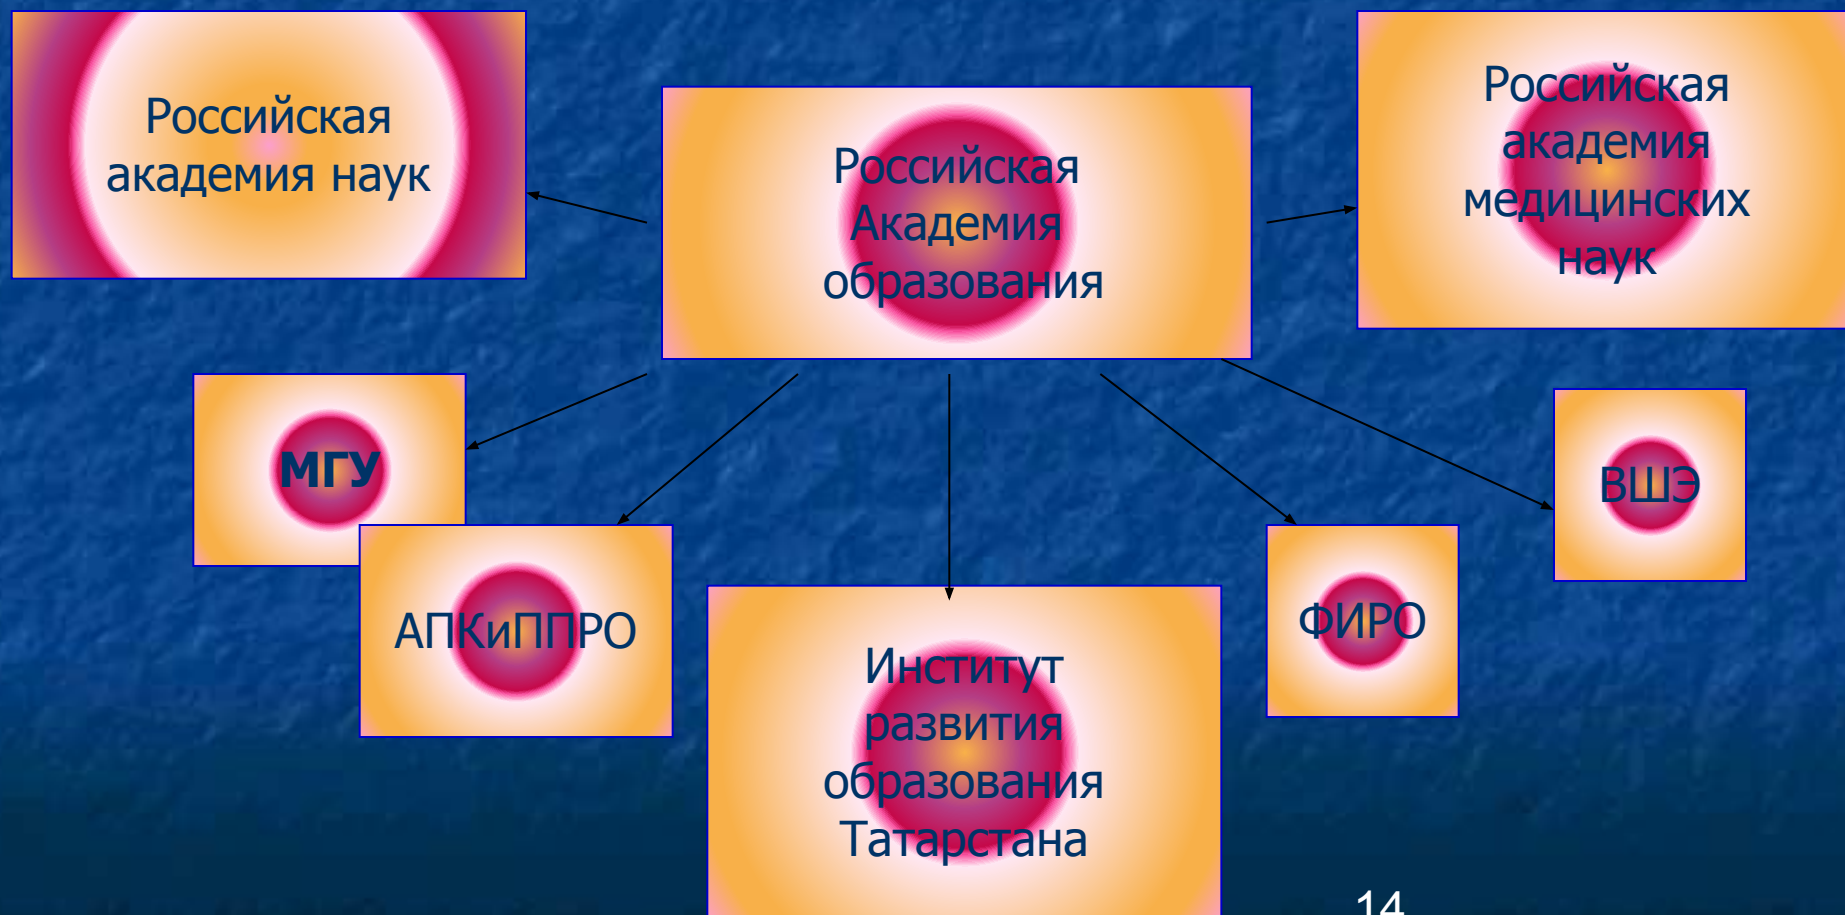 Российская
академия наук
Российская
Академия
образования
Российская
академия
медицинских
наук
МГУ
АПКиППРО
Институт
развития
образования
Татарстана
ФИРО
ВШЭ
14